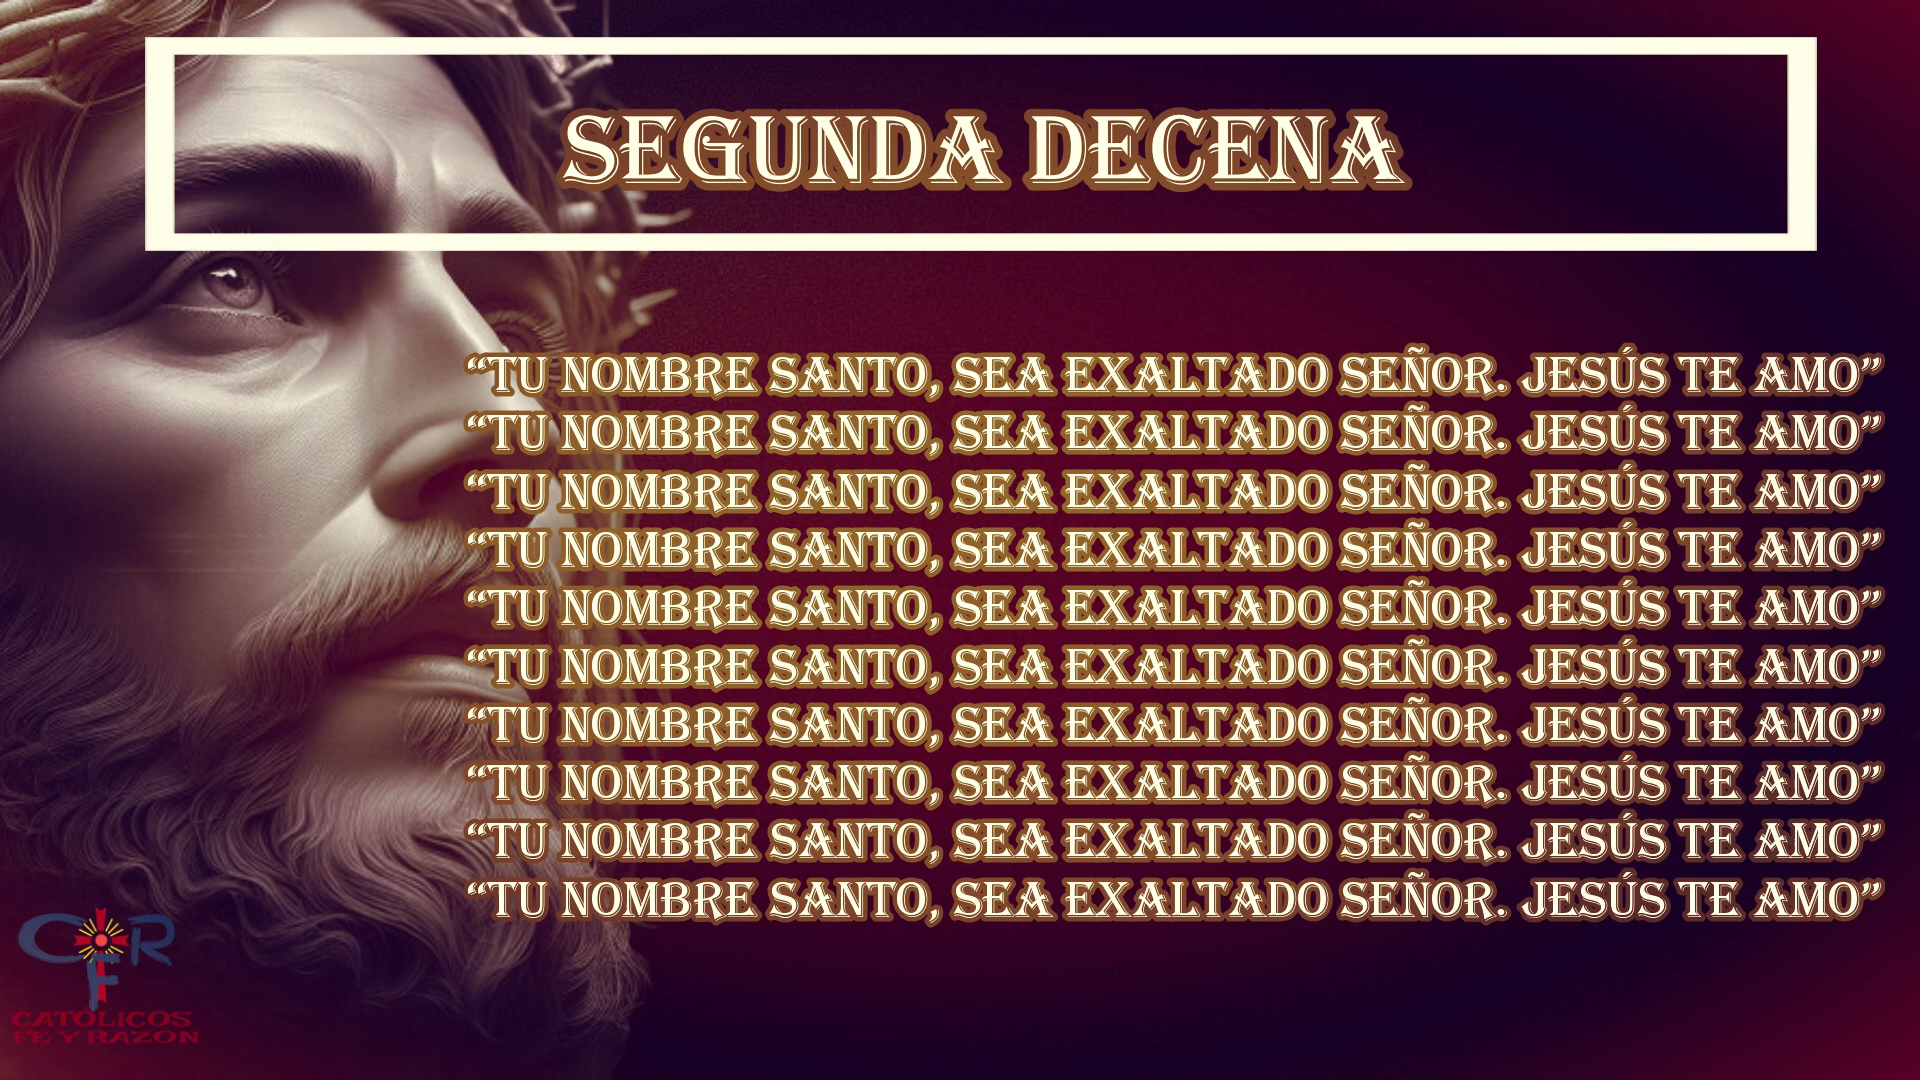 SEGUNDA DECENA
“TU NOMBRE SANTO, SEA EXALTADO SEÑOR. JESÚS TE AMO”
“TU NOMBRE SANTO, SEA EXALTADO SEÑOR. JESÚS TE AMO”
“TU NOMBRE SANTO, SEA EXALTADO SEÑOR. JESÚS TE AMO”
“TU NOMBRE SANTO, SEA EXALTADO SEÑOR. JESÚS TE AMO”
“TU NOMBRE SANTO, SEA EXALTADO SEÑOR. JESÚS TE AMO”
“TU NOMBRE SANTO, SEA EXALTADO SEÑOR. JESÚS TE AMO”
“TU NOMBRE SANTO, SEA EXALTADO SEÑOR. JESÚS TE AMO”
“TU NOMBRE SANTO, SEA EXALTADO SEÑOR. JESÚS TE AMO”
“TU NOMBRE SANTO, SEA EXALTADO SEÑOR. JESÚS TE AMO”
“TU NOMBRE SANTO, SEA EXALTADO SEÑOR. JESÚS TE AMO”
C R
F
CATÓLICOS
FE Y RAZÓN